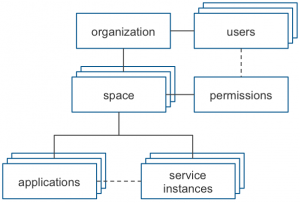 organization
users
space
permissions
applications
service
instances